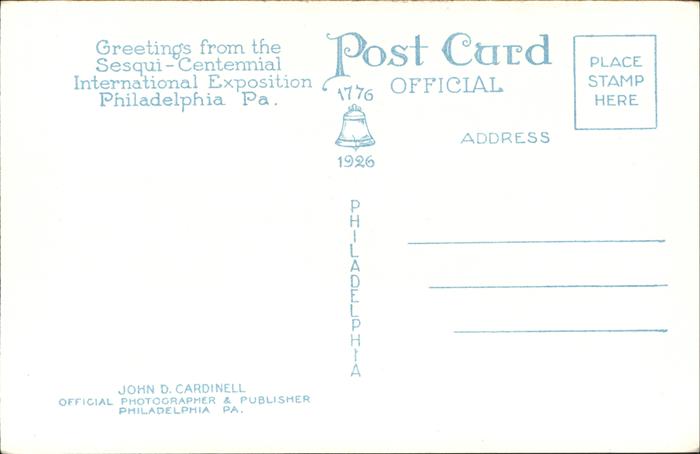 Greetings from the
Sesqui-Centennial
International Exposition
Philadelphia Pa.
Post Card
OFFICIAL
1776
1926
PLACE
STAMP
HERE
ADDRESS
PHILADELPHIA
JOHN D. CARDINELL
OFFICIAL PHOTOGRAPHER & PUBLISHER
PHILADELPHIA PA.